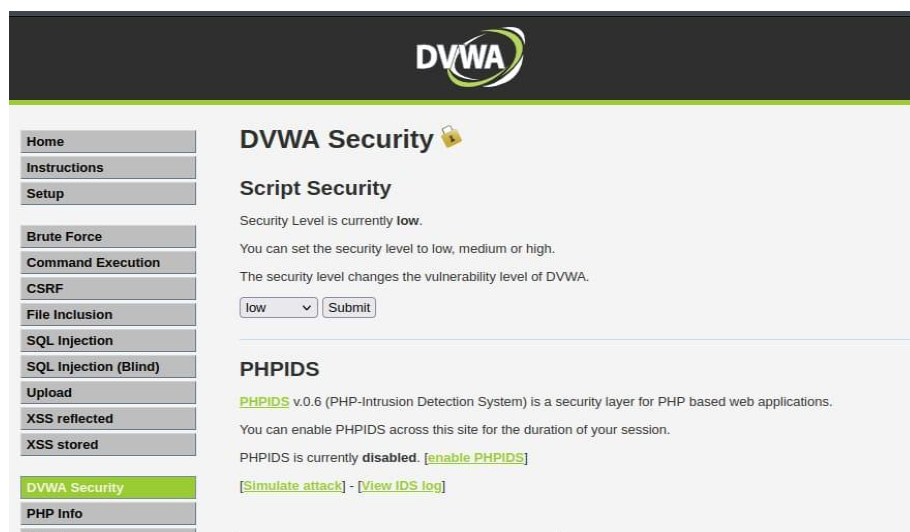 DVWA
Home
Instructions
Setup
Brute Force
Command Execution
CSRF
File Inclusion
SQL Injection
SQL Injection (Blind)
Upload
XSS reflected
XSS stored
DVWA Security
PHP Info
DVWA Security
Script Security
Security Level is currently low.
You can set the security level to low, medium or high.
The security level changes the vulnerability level of DVWA.
low Submit
PHPIDS
PHPIDS v.0.6 (PHP-Intrusion Detection System) is a security layer for PHP based web applications.
You can enable PHPIDS across this site for the duration of your session.
PHPIDS is currently disabled. [enable PHPIDS]
[Simulate attack] - [View IDS log]